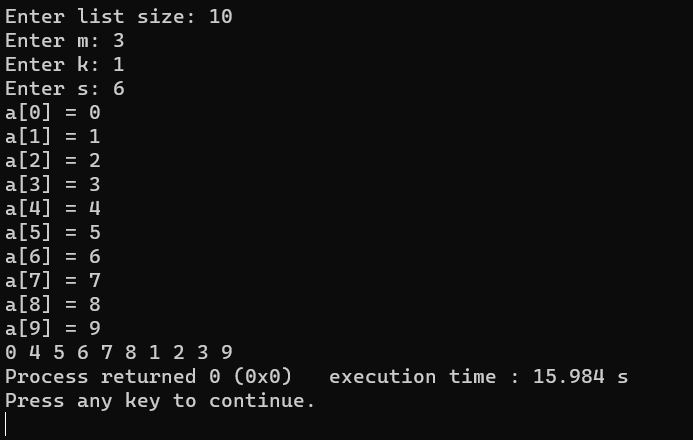 Enter list size: 10
Enter m: 3
Enter k: 1
Enter s: 6
a[0] = 0
a[1] = 1
a[2] = 2
a[3] = 3
a[4] = 4
a[5] = 5
a[6] = 6
a[7] = 7
a[8] = 8
a[9] = 9
0 4 5 6 7 8 1 2 3 9
Process returned 0 (0x0)   execution time : 15.984 s
Press any key to continue.